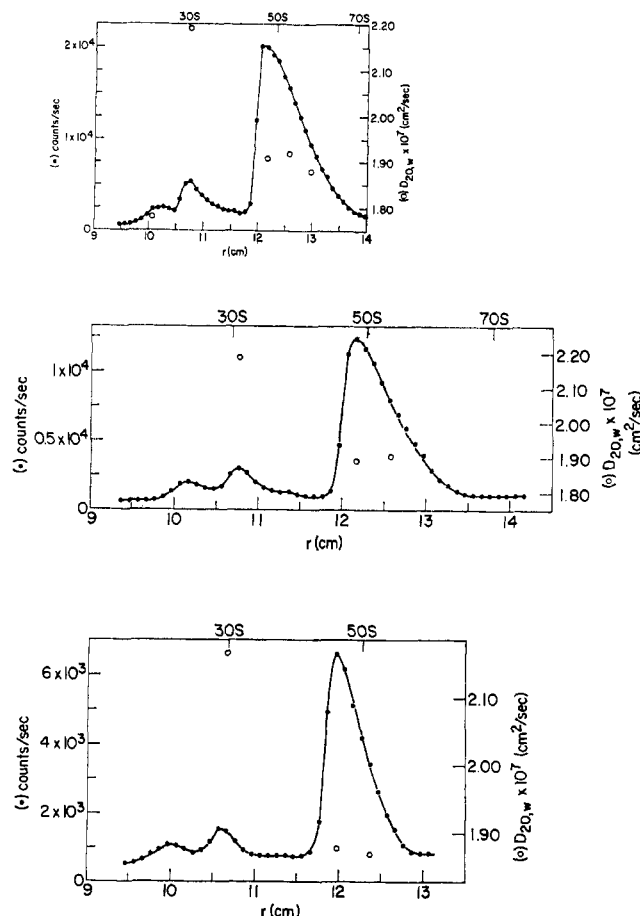 30S 50S 70S
2×10⁴
1×10⁴
0
(•) counts/sec
2.20
2.10
2.00
1.90
1.80
(o) D20,w × 10⁷ (cm²/sec)
9 10 11 12 13 14
r(cm)
30S 50S 70S
1×10⁴
0.5×10⁴
0
(•) counts/sec
2.20
2.10
2.00
1.90
1.80
(o) D20,w × 10⁷
(cm²/sec)
9 10 11 12 13 14
r (cm)
30S 50S
6×10³
4×10³
2×10³
0
(•) counts/sec
2.10
2.00
1.90
(o) D20,w × 10⁷ (cm²/sec)
9 10 11 12 13
r (cm)